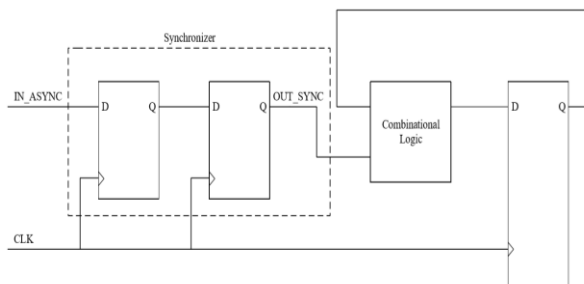 Synchronizer
IN_ASYNC
D Q
D Q
OUT_SYNC
Combinational
Logic
D Q
CLK